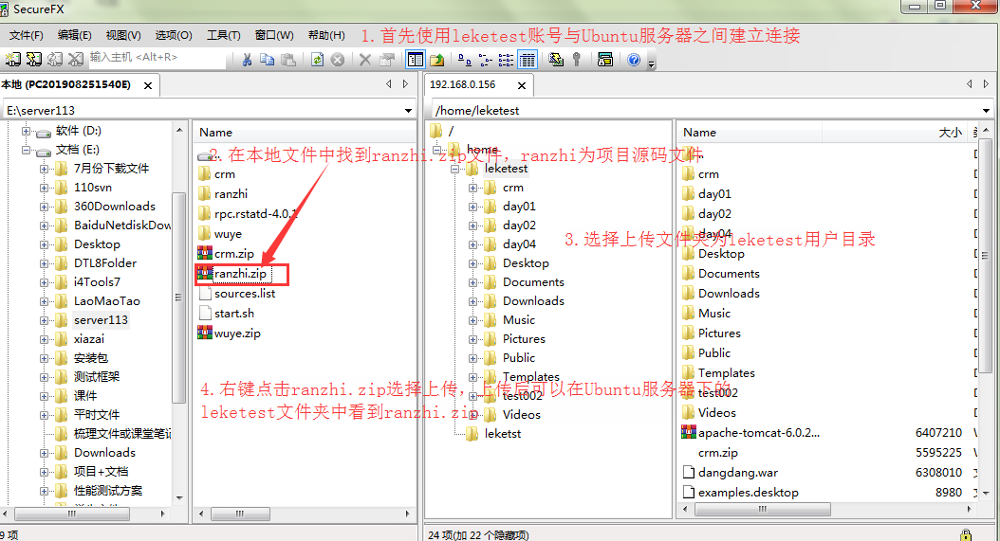 SecureFX
文件(F) 编辑(E) 视图(V) 选项(O) 工具(T) 窗口(W) 帮助(H)
1.首先使用leketest账号与Ubuntu服务器之间建立连接
输入主机 <Alt+R>
本地 (PC201908251540E)
E:\server113
软件 (D:)
文档 (E:)
7月份下载文件
110svn
360Downloads
BaiduNetdiskDow
Desktop
DTL8Folder
i4Tools7
LaoMaoTao
server113
xiazai
安装包
测试框架
课件
平时文件
梳理文件或课堂笔记
Downloads
项目+文档
性能测试方案
Name
..
2.在本地文件中找到ranzhi.zip文件，ranzhi为项目源码文件
crm
ranzhi
rpc.rstatd-4.0.1
wuye
crm.zip
ranzhi.zip
sources.list
start.sh
wuye.zip
4.右键点击ranzhi.zip选择上传，上传后可以在Ubuntu服务器下的
leketest文件夹中看到ranzhi.zip
192.168.0.156
/home/leketest
/
home
leketest
crm
day01
day02
day04
Desktop
Documents
Downloads
Music
Pictures
Public
Templates
test002
Videos
leketst
Name 大小
..
crm
day01
day02
day04
3.选择上传文件夹为leketest用户目录
Desktop
Documents
Downloads
Music
Pictures
Public
Templates
test002
Videos
apache-tomcat-6.0.2... 6407210
crm.zip 5595225
dangdang.war 6308010
examples.desktop 8980
9 项
24 项(加 22 个隐藏项)